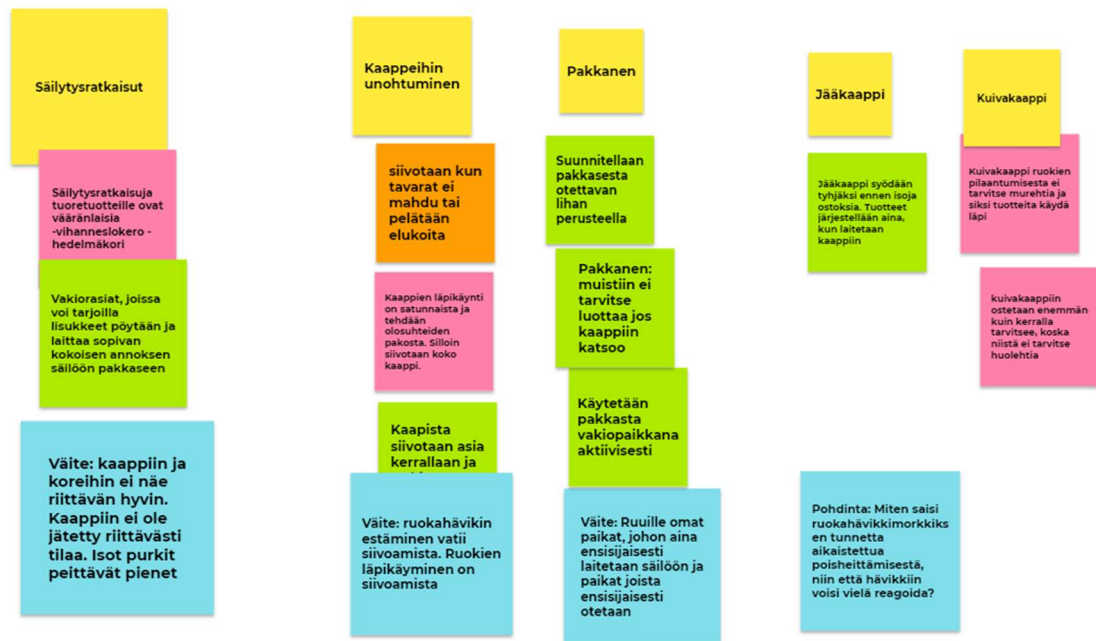 Säilytysratkaisut
Säilytysratkaisuja
tuoretuotteille ovat
vääränlaisia
-vihanneslokero -
hedelmäkori
Vakiorasiat, joissa
voi tarjoilla
lisukkeet pöytään ja
laittaa sopivan
kokoisen annoksen
säilöön pakkaseen
Väite: kaappiin ja
koreihin ei näe
riittävän hyvin.
Kaappiin ei ole
jätetty riittävästi
tilaa. Isot purkit
peittävät pienet
Kaappeihin
unohtuminen
siivotaan kun
tavarat ei
mahdu tai
pelätään
elukoita
Kaappien läpikäynti
on satunnaista ja
tehdään
olosuhteiden
pakosta. Silloin
siivotaan koko
kaappi.
Kaapista
siivotaan asia
kerrallaan ja
Väite: ruokahävikin
estäminen vatii
siivoamista. Ruokien
läpikäyminen on
siivoamista
Pakkanen
Suunnitellaan
pakkasesta
otettavan
lihan
perusteella
Pakkanen:
muistiin ei
tarvitse
luottaa jos
kaappiin
katsoo
Käytetään
pakkasta
vakiopaikkana
aktiivisesti
Väite: Ruuille omat
paikat, johon aina
ensisijaisesti
laitetaan säilöön ja
paikat joista
ensisijaisesti
otetaan
Jääkaappi
Jääkaappi syödään
tyhjäksi ennen isoja
ostoksia. Tuotteet
järjestellään aina,
kun laitetaan
kaappiin
Pohdinta: Miten saisi
ruokahävikkimorkkiks
en tunnetta
aikaistettua
poisheittämisestä,
niin että hävikkiin
voisi vielä reagoida?
Kuivakaappi
Kuivakaappi ruokien
pilaantumisesta ei
tarvitse murehtia ja
siksi tuotteita käydä
läpi
kuivakaappiin
ostetaan enemmän
kuin kerralla
tarvitsee, koska
niistä ei tarvitse
huolehtia